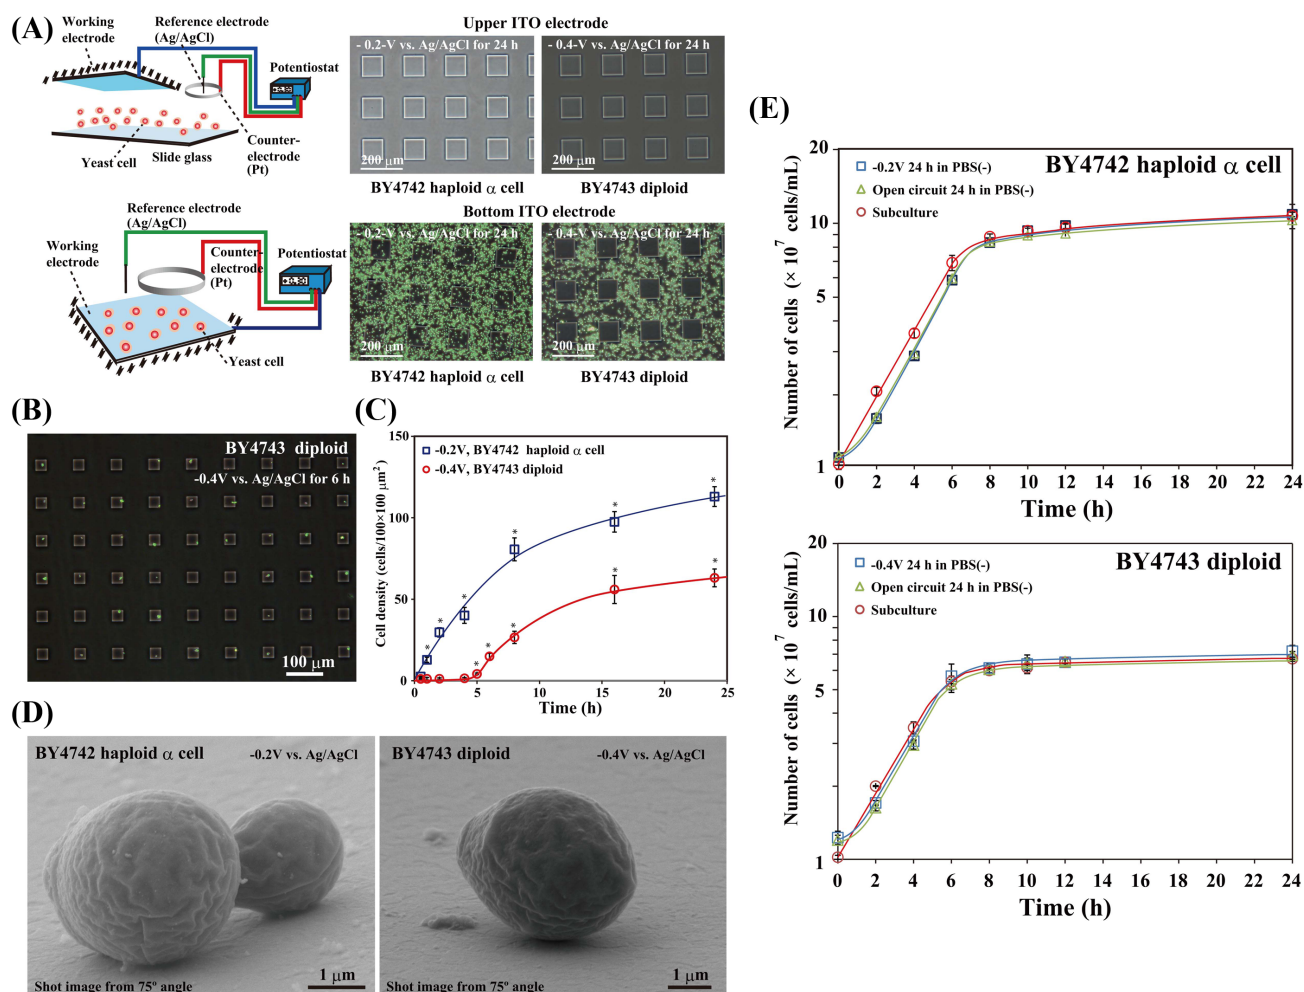 (A)
Working
electrode
Reference electrode
(Ag/AgCl)
Potentiostat
Counter-
electrode
(Pt)
Yeast cell
Slide glass
Upper ITO electrode
- 0.2-V vs. Ag/AgCl for 24 h
200 μm
BY4742 haploid α cell
-0.4-V vs. Ag/AgCl for 24 h
200 μm
BY4743 diploid
Reference electrode
(Ag/AgCl)
Working
electrode
Counter-
electrode
(Pt)
Potentiostat
Yeast cell
Bottom ITO electrode
-0.2-V vs. Ag/AgCl for 24 h
200 μm
BY4742 haploid α cell
-0.4-V vs. Ag/AgCl for 24 h
200 μm
BY4743 diploid
(B)
BY4743 diploid
-0.4V vs. Ag/AgCl for 6 h
100 μm
(C)
Cell density (cells/100×100 μm²)
150
100
50
0
-0.2V, BY4742 haploid α cell
-0.4V, BY4743 diploid
* * * * * * *
* * * * *
0 5 10 15 20 25
Time (h)
(D)
BY4742 haploid α cell
-0.2V vs. Ag/AgCl
Shot image from 75º angle
1 μm
BY4743 diploid
-0.4V vs. Ag/AgCl
Shot image from 75º angle
1 μm
(E)
Number of cells (× 10⁷ cells/mL)
20
10
5
1
-0.2V 24 h in PBS(-)
Open circuit 24 h in PBS(-)
Subculture
BY4742 haploid α cell
0 2 4 6 8 10 12 14 16 18 20 22 24
Time (h)
Number of cells (× 10⁷ cells/mL)
20
10
5
1
-0.4V 24 h in PBS(-)
Open circuit 24 h in PBS(-)
Subculture
BY4743 diploid
0 2 4 6 8 10 12 14 16 18 20 22 24
Time (h)